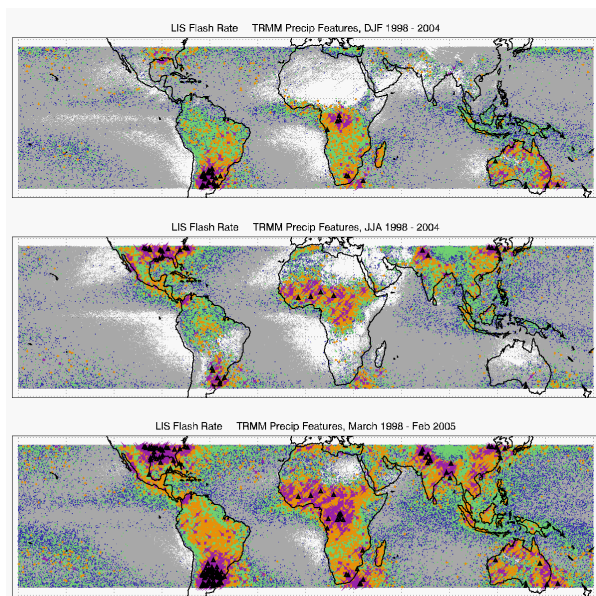 LIS Flash Rate TRMM Precip Features, DJF 1998 - 2004
LIS Flash Rate TRMM Precip Features, JJA 1998 - 2004
LIS Flash Rate TRMM Precip Features, March 1998 - Feb 2005